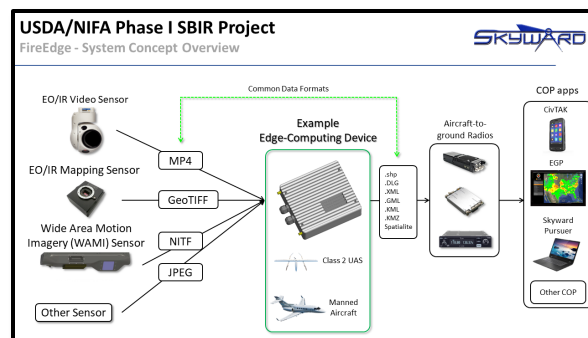 USDA/NIFA Phase I SBIR Project
FireEdge - System Concept Overview
SKYWARD
Common Data Formats
EO/IR Video Sensor
MP4
EO/IR Mapping Sensor
GeoTIFF
Wide Area Motion
Imagery (WAMI) Sensor
NITF
JPEG
Other Sensor
Example
Edge-Computing Device
Class 2 UAS
Manned
Aircraft
.shp
.DLG
.XML
.GML
.KML
.KMZ
Spatialite
Aircraft-to-
ground Radios
COP apps
CivTAK
EGP
Skyward
Pursuer
Other COP